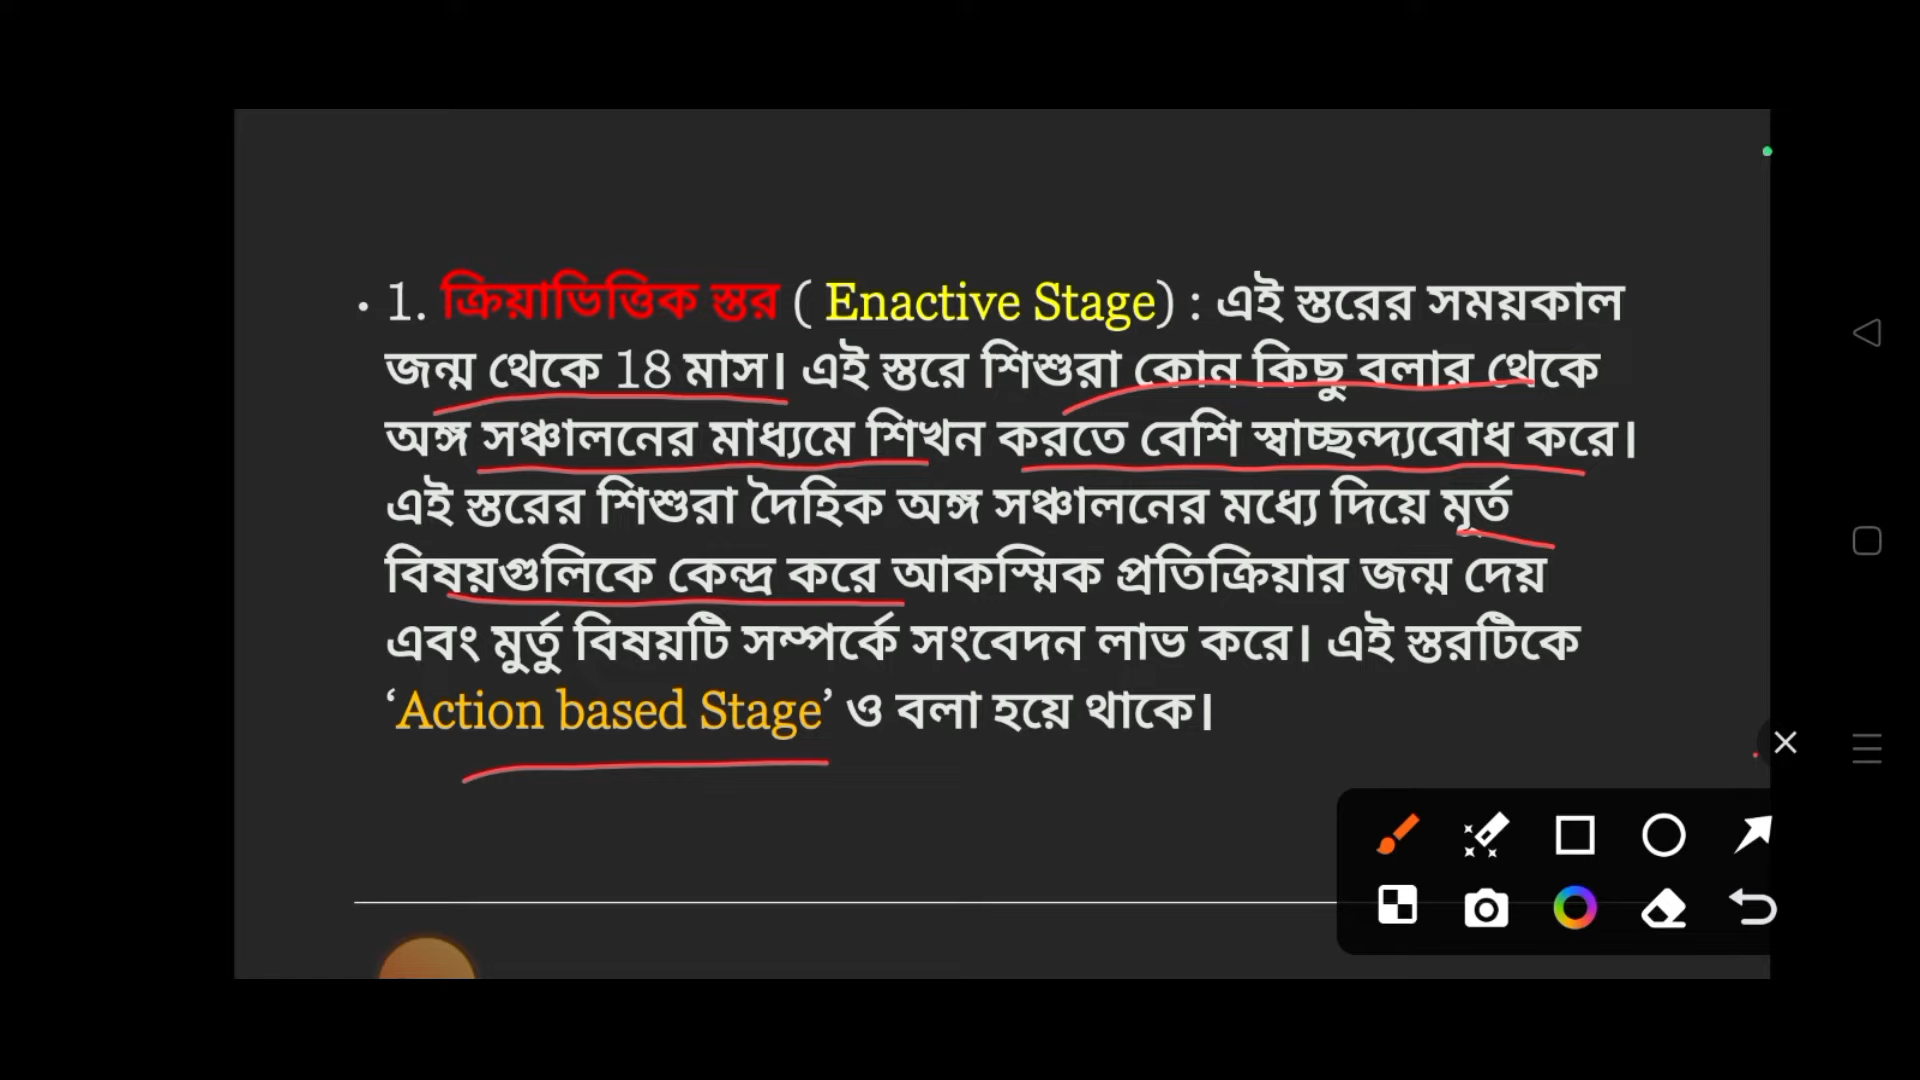 • 1. ক্রিয়াভিত্তিক স্তর ( Enactive Stage) : এই স্তরের সময়কাল
জন্ম থেকে 18 মাস। এই স্তরে শিশুরা কোন কিছু বলার থেকে
অঙ্গ সঞ্চালনের মাধ্যমে শিখন করতে বেশি স্বাচ্ছন্দ্যবোধ করে।
এই স্তরের শিশুরা দৈহিক অঙ্গ সঞ্চালনের মধ্যে দিয়ে মূর্ত
বিষয়গুলিকে কেন্দ্র করে আকস্মিক প্রতিক্রিয়ার জন্ম দেয়
এবং মুর্তু বিষয়টি সম্পর্কে সংবেদন লাভ করে। এই স্তরটিকে
‘Action based Stage’ ও বলা হয়ে থাকে।